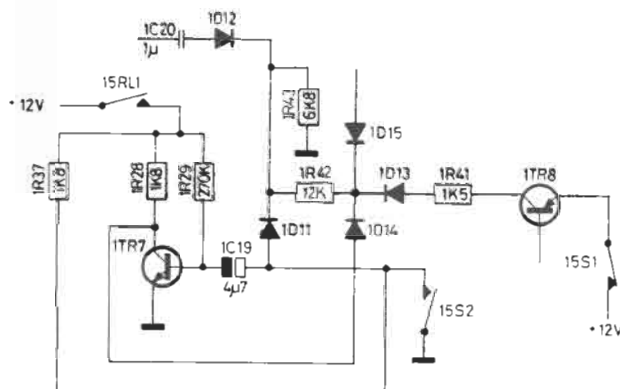 1C20
1µ
1D12
15RL1
+12V
1R43
6K8
1D15
1R37
1K8
1R28
1K8
1R29
270K
1R42
12K
1D13
1R41
1K5
1TR8
1TR7
1C19
4µ7
1D11
1D14
15S1
15S2
+12V